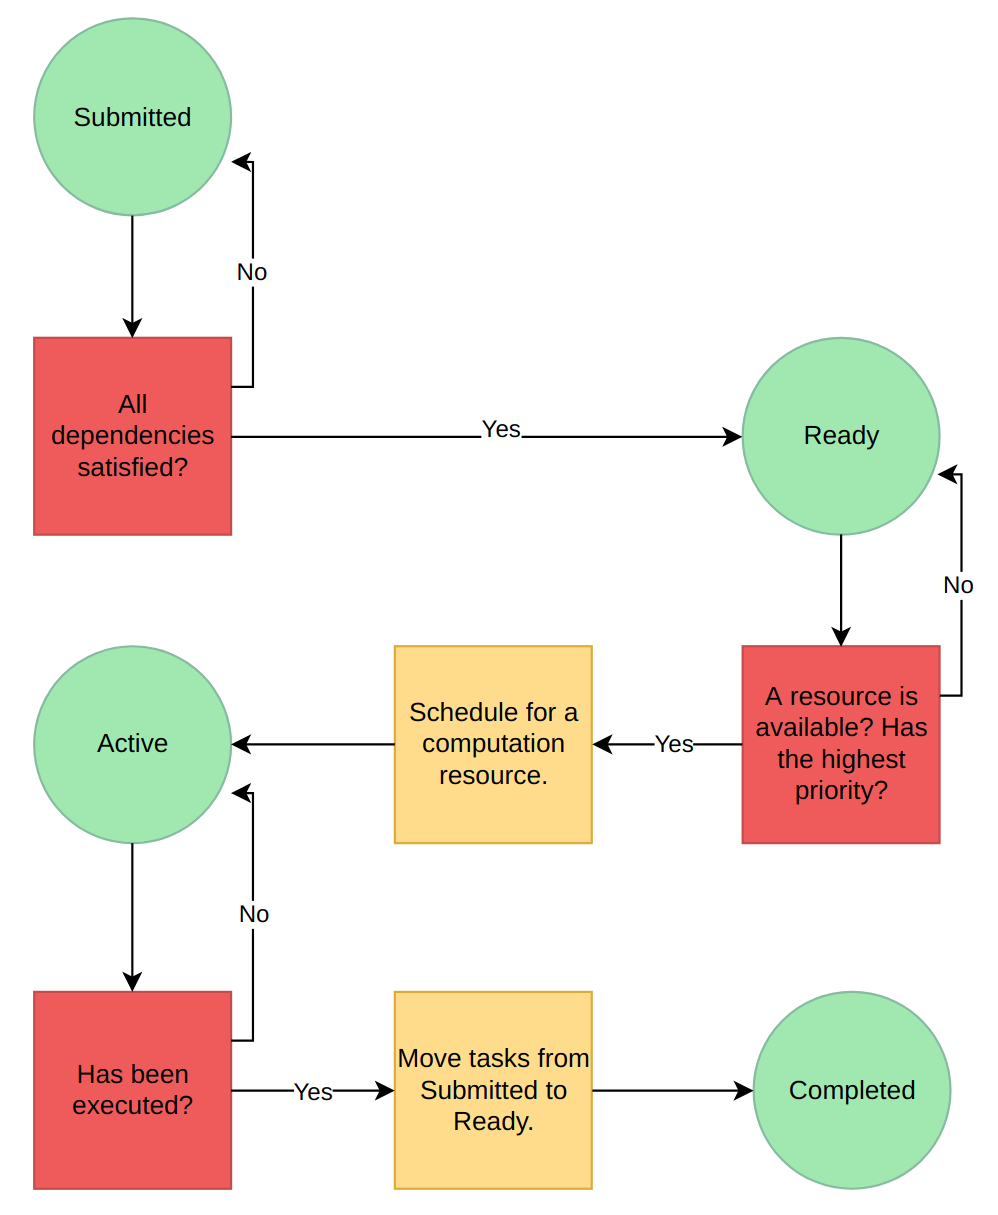 Submitted
No
All
dependencies
satisfied?
Yes
Ready
No
A resource is
available? Has
the highest
priority?
Yes
Schedule for a
computation
resource.
Active
No
Has been
executed?
Yes
Move tasks from
Submitted to
Ready.
Completed